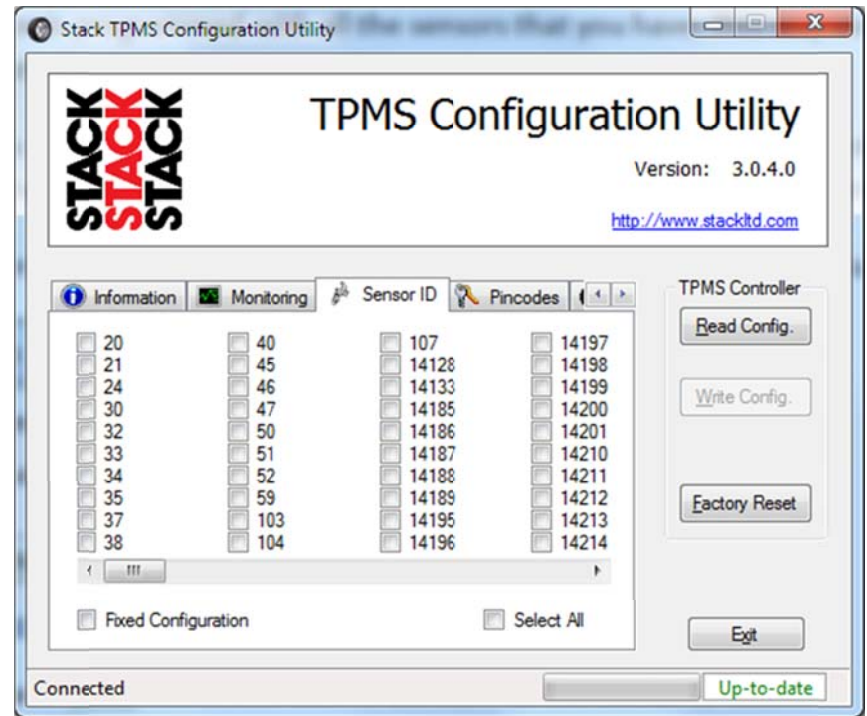 Stack TPMS Configuration Utility
STACK
STACK
STACK
TPMS Configuration Utility
Version: 3.0.4.0
http://www.stackltd.com
Information
Monitoring
Sensor ID
Pincodes
20
21
24
30
32
33
34
35
37
38
40
45
46
47
50
51
52
59
103
104
107
14128
14133
14185
14186
14187
14188
14189
14195
14196
14197
14198
14199
14200
14201
14210
14211
14212
14213
14214
Fixed Configuration
Select All
TPMS Controller
Read Config.
Write Config.
Factory Reset
Exit
Connected
Up-to-date